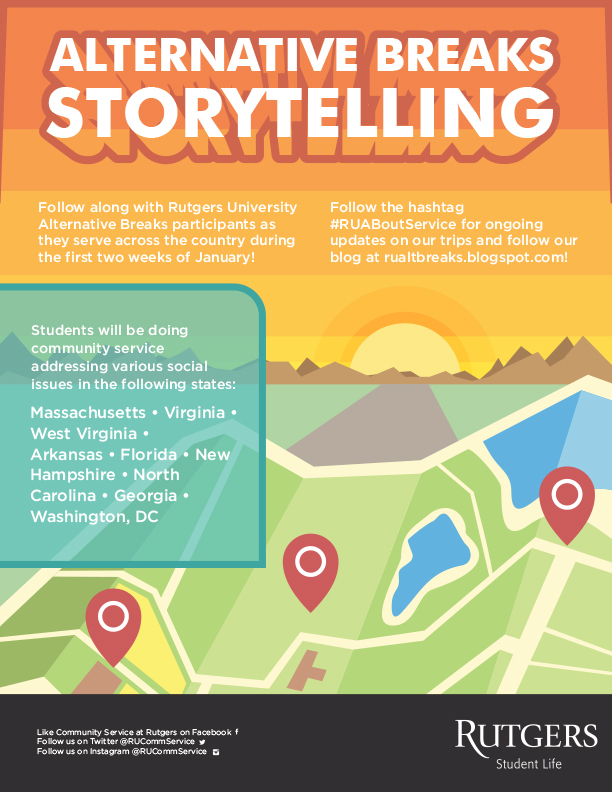 ALTERNATIVE BREAKS
STORYTELLING
Follow along with Rutgers University
Alternative Breaks participants as
they serve across the country during
the first two weeks of January!
Follow the hashtag
#RUABoutService for ongoing
updates on our trips and follow our
blog at rualtbreaks.blogspot.com!
Students will be doing
community service
addressing various social
issues in the following states:
Massachusetts • Virginia •
West Virginia •
Arkansas • Florida • New
Hampshire • North
Carolina • Georgia •
Washington, DC
Like Community Service at Rutgers on Facebook
Follow us on Twitter @RUCommService
Follow us on Instagram @RUCommService
RUTGERS
Student Life